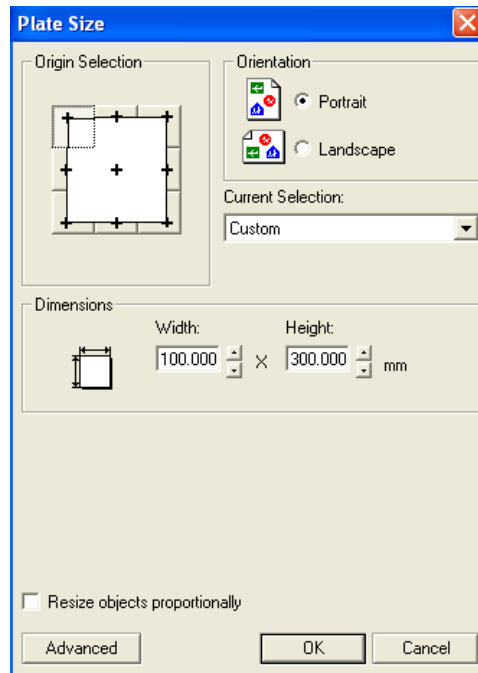 Plate Size
Origin Selection
Orientation
Portrait
Landscape
Current Selection:
Custom
Dimensions
Width:
Height:
100.000
X
300.000
mm
Resize objects proportionally
Advanced
OK
Cancel